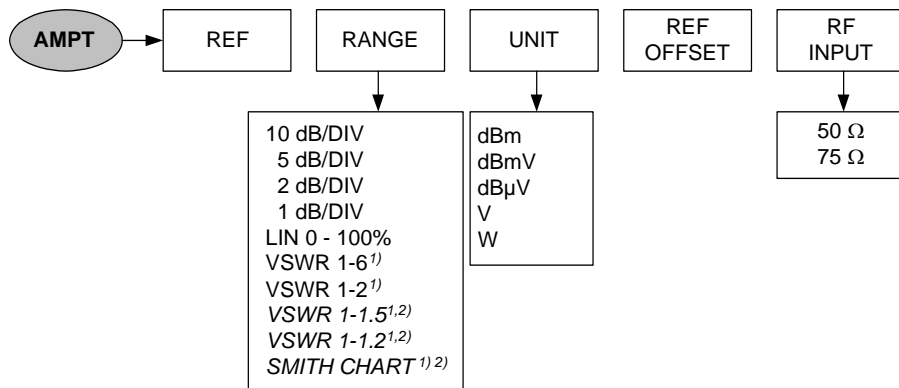 AMPT
REF
RANGE
UNIT
REF
OFFSET
RF
INPUT
10 dB/DIV
5 dB/DIV
2 dB/DIV
1 dB/DIV
LIN 0 - 100%
VSWR 1-6 1)
VSWR 1-2 1)
VSWR 1-1.5 1,2)
VSWR 1-1.2 1,2)
SMITH CHART 1) 2)
dBm
dBmV
dBµV
V
W
50 Ω
75 Ω